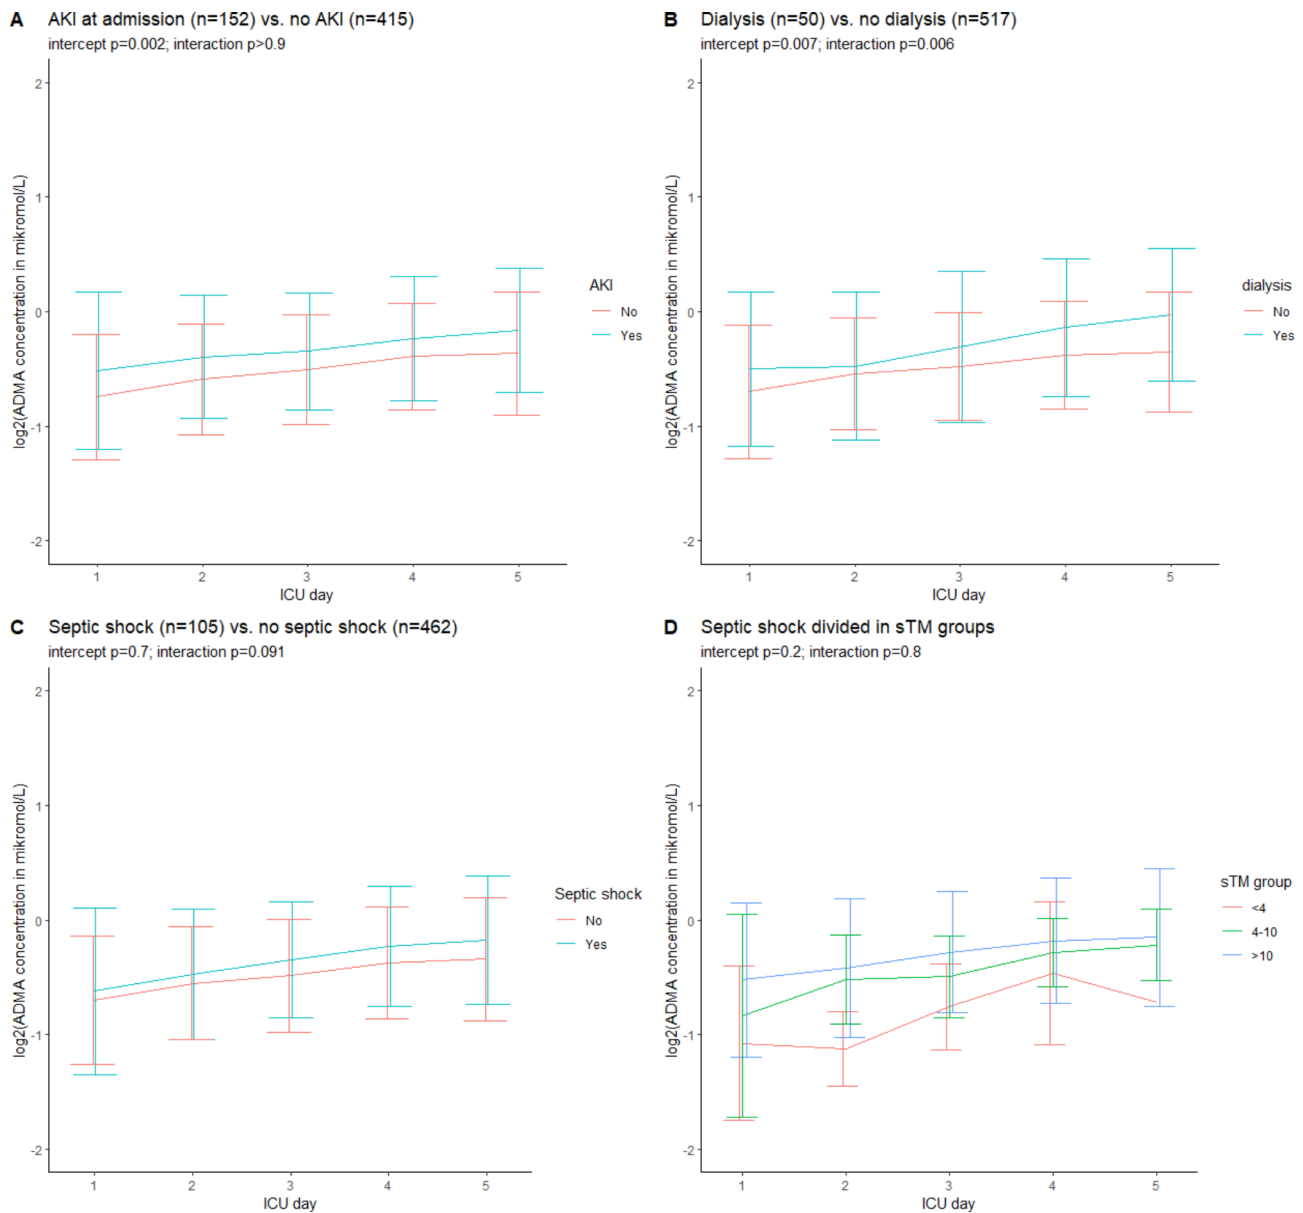 A AKI at admission (n=152) vs. no AKI (n=415)
intercept p=0.002; interaction p>0.9
log2(ADMA concentration in mikromol/L)
2
1
0
-1
-2
1 2 3 4 5
ICU day
AKI
No
Yes
B Dialysis (n=50) vs. no dialysis (n=517)
intercept p=0.007; interaction p=0.006
log2(ADMA concentration in mikromol/L)
2
1
0
-1
-2
1 2 3 4 5
ICU day
dialysis
No
Yes
C Septic shock (n=105) vs. no septic shock (n=462)
intercept p=0.7; interaction p=0.091
log2(ADMA concentration in mikromol/L)
2
1
0
-1
-2
1 2 3 4 5
ICU day
Septic shock
No
Yes
D Septic shock divided in sTM groups
intercept p=0.2; interaction p=0.8
log2(ADMA concentration in mikromol/L)
2
1
0
-1
-2
1 2 3 4 5
ICU day
sTM group
<4
4-10
>10